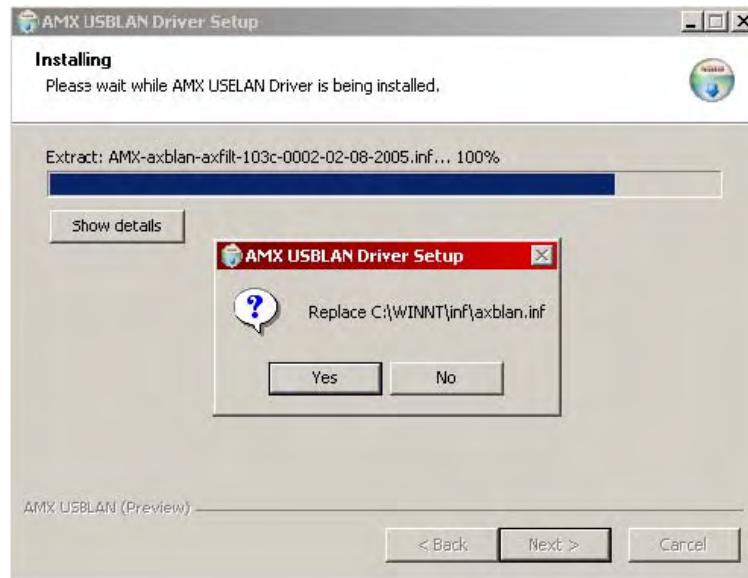 AMX USBLAN Driver Setup
Installing
Please wait while AMX USBLAN Driver is being installed.
Extract: AMX-axblan-axfilt-103c-0002-02-08-2005.inf... 100%
Show details
AMX USBLAN Driver Setup
Replace C:\WINNT\inf\axblan.inf
Yes
No
AMX USBLAN (Preview)
< Back
Next >
Cancel